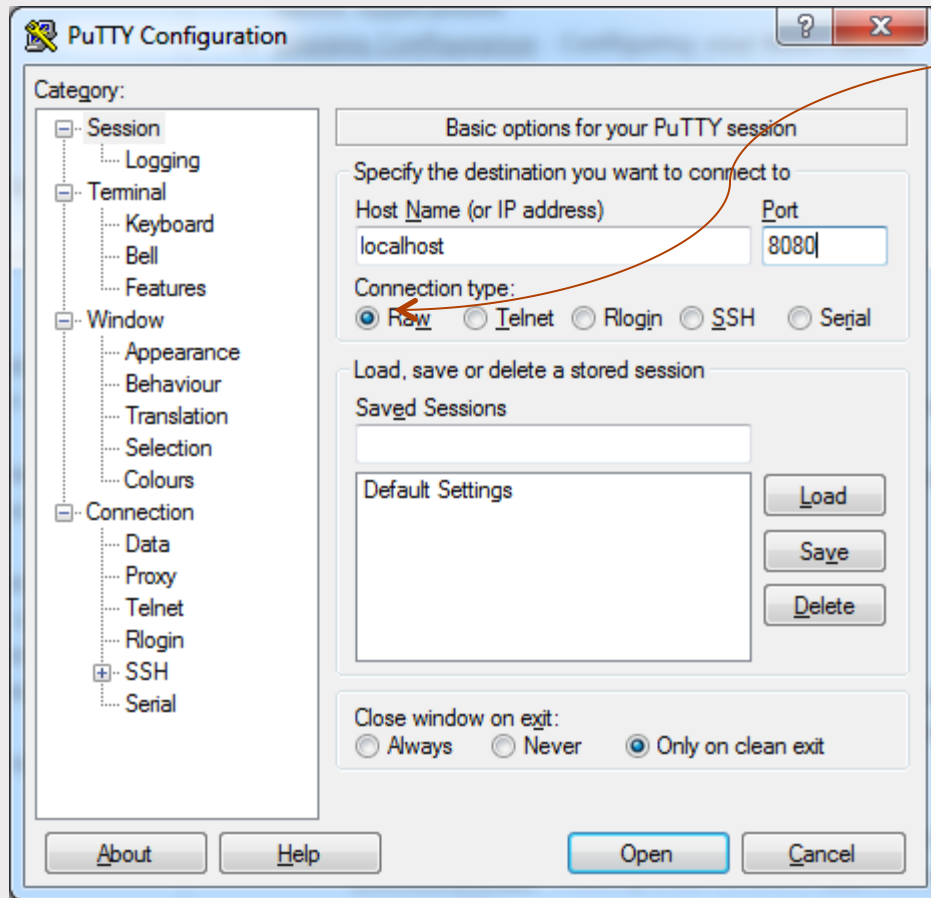 PuTTY Configuration
Category:
Session
Logging
Terminal
Keyboard
Bell
Features
Window
Appearance
Behaviour
Translation
Selection
Colours
Connection
Data
Proxy
Telnet
Rlogin
SSH
Serial
Basic options for your PuTTY session
Specify the destination you want to connect to
Host Name (or IP address) Port
localhost 8080
Connection type:
Raw Telnet Rlogin SSH Serial
Load, save or delete a stored session
Saved Sessions
Default Settings
Load
Save
Delete
Close window on exit:
Always Never Only on clean exit
About Help Open Cancel